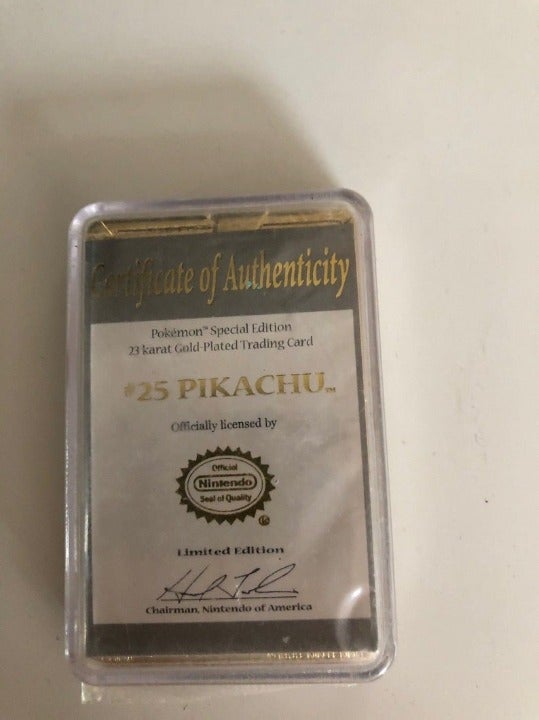 Certificate of Authenticity
Pokémon™ Special Edition
23 karat Gold-Plated Trading Card
#25 PIKACHU™
Officially licensed by
Official
Nintendo
Seal of Quality
Limited Edition
Chairman, Nintendo of America